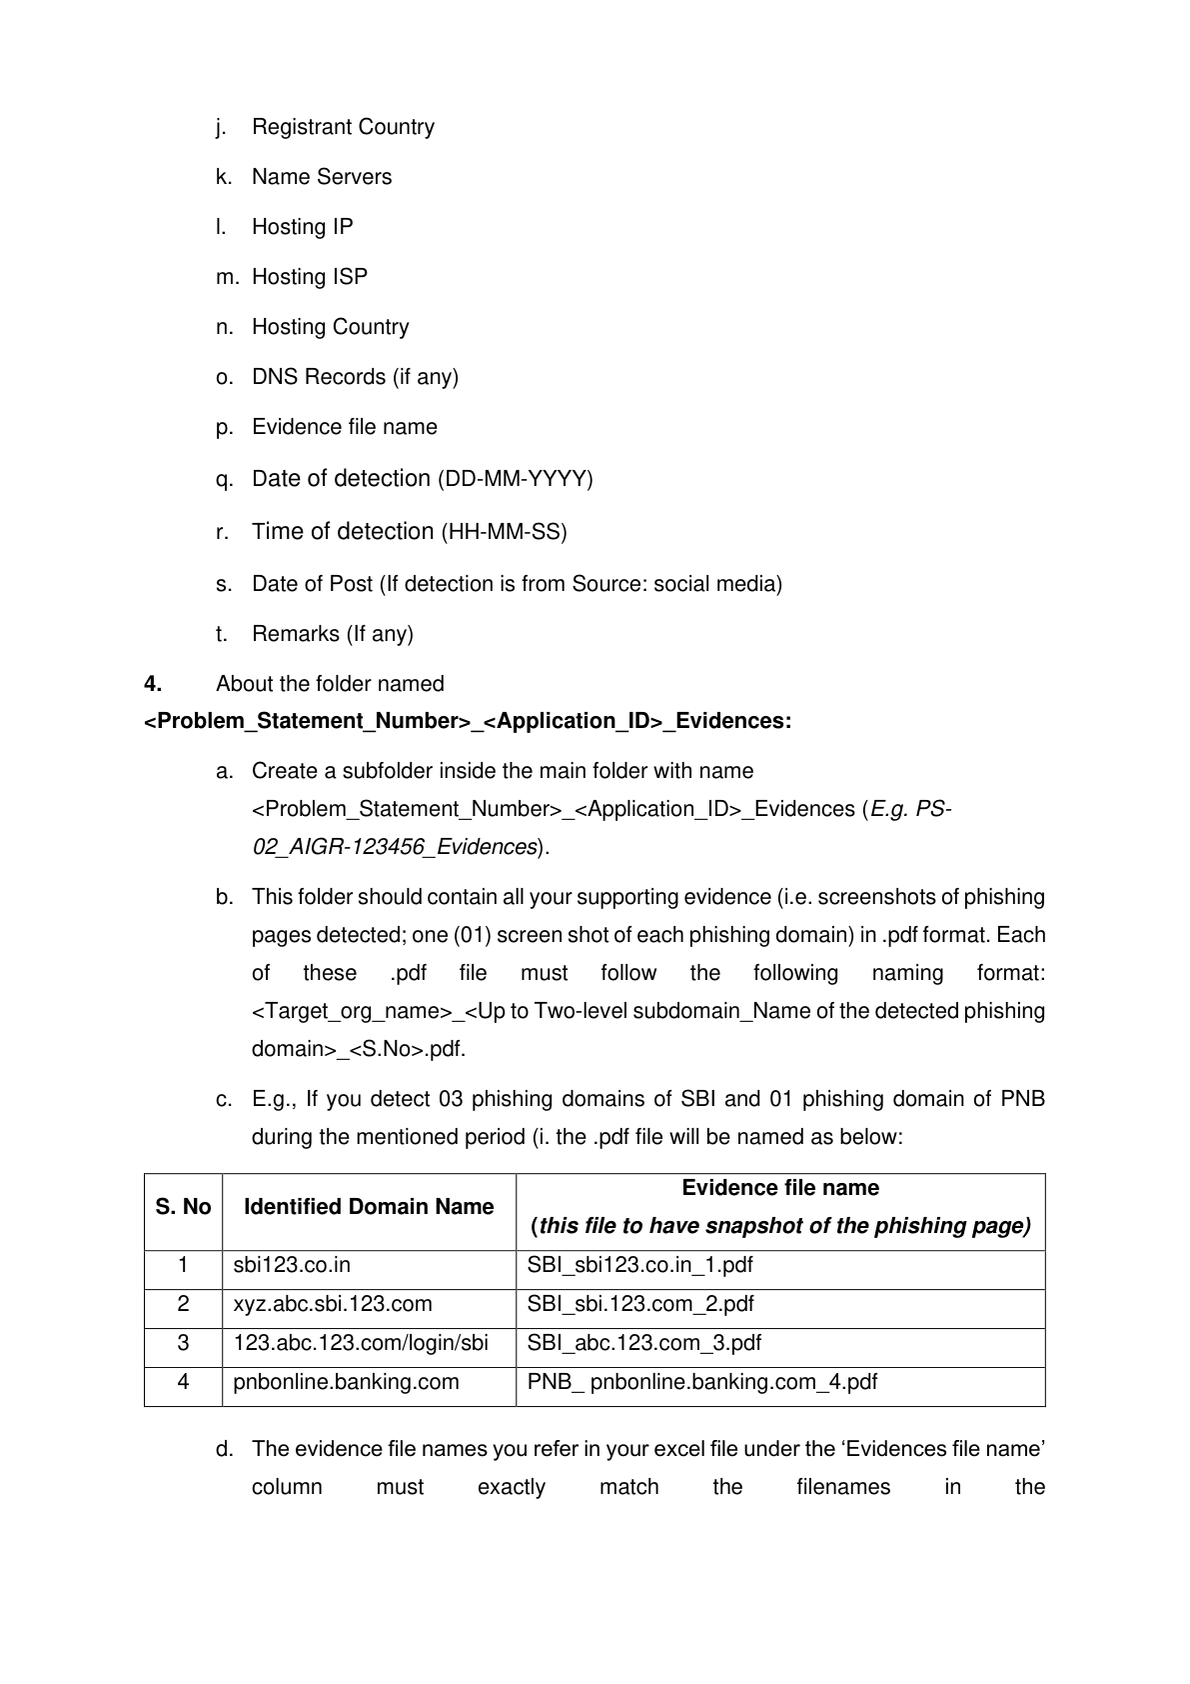 j. Registrant Country
k. Name Servers
l. Hosting IP
m. Hosting ISP
n. Hosting Country
o. DNS Records (if any)
p. Evidence file name
q. Date of detection (DD-MM-YYYY)
r. Time of detection (HH-MM-SS)
s. Date of Post (If detection is from Source: social media)
t. Remarks (If any)
4. About the folder named
<Problem_Statement_Number>_<Application_ID>_Evidences:
a. Create a subfolder inside the main folder with name
<Problem_Statement_Number>_<Application_ID>_Evidences (E.g. PS-
02_AIGR-123456_Evidences).
b. This folder should contain all your supporting evidence (i.e. screenshots of phishing
pages detected; one (01) screen shot of each phishing domain) in .pdf format. Each
of these .pdf file must follow the following naming format:
<Target_org_name>_<Up to Two-level subdomain_Name of the detected phishing
domain>_<S.No>.pdf.
c. E.g., If you detect 03 phishing domains of SBI and 01 phishing domain of PNB
during the mentioned period (i. the .pdf file will be named as below:
S. No Identified Domain Name Evidence file name
(this file to have snapshot of the phishing page)
1 sbi123.co.in SBI_sbi123.co.in_1.pdf
2 xyz.abc.sbi.123.com SBI_sbi.123.com_2.pdf
3 123.abc.123.com/login/sbi SBI_abc.123.com_3.pdf
4 pnbonline.banking.com PNB_ pnbonline.banking.com_4.pdf
d. The evidence file names you refer in your excel file under the ‘Evidences file name’
column must exactly match the filenames in the